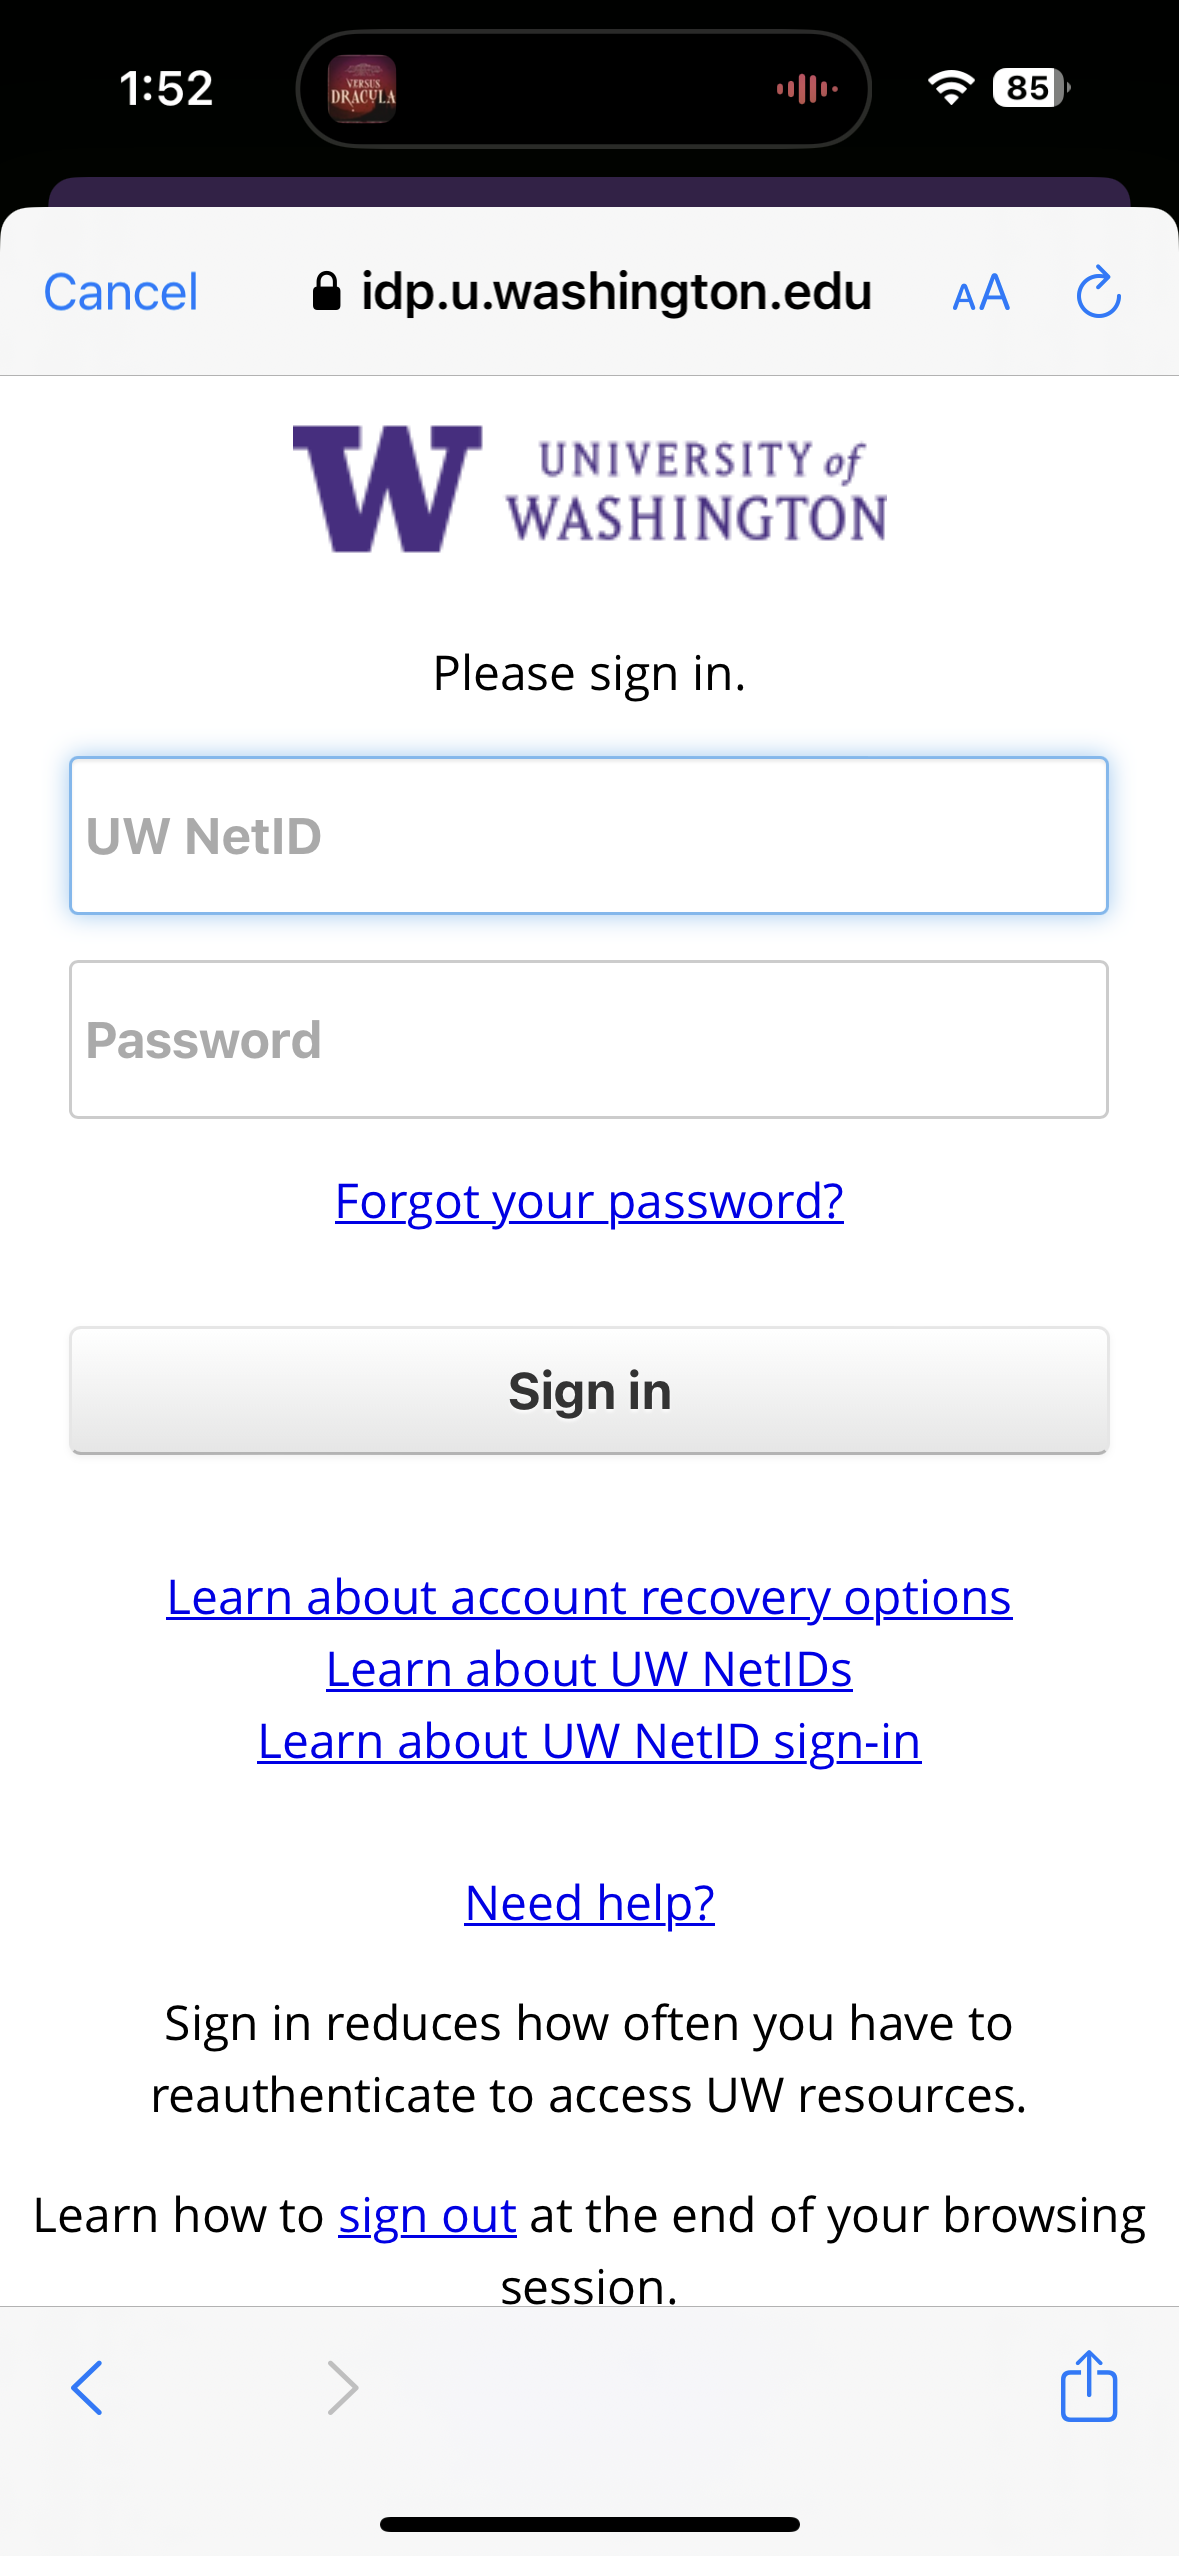 1:52
VERSUS
DRACULA
85
Cancel
idp.u.washington.edu
AA
W
UNIVERSITY of
WASHINGTON
Please sign in.
UW NetID
Password
Forgot your password?
Sign in
Learn about account recovery options
Learn about UW NetIDs
Learn about UW NetID sign-in
Need help?
Sign in reduces how often you have to
reauthenticate to access UW resources.
Learn how to sign out at the end of your browsing
session.